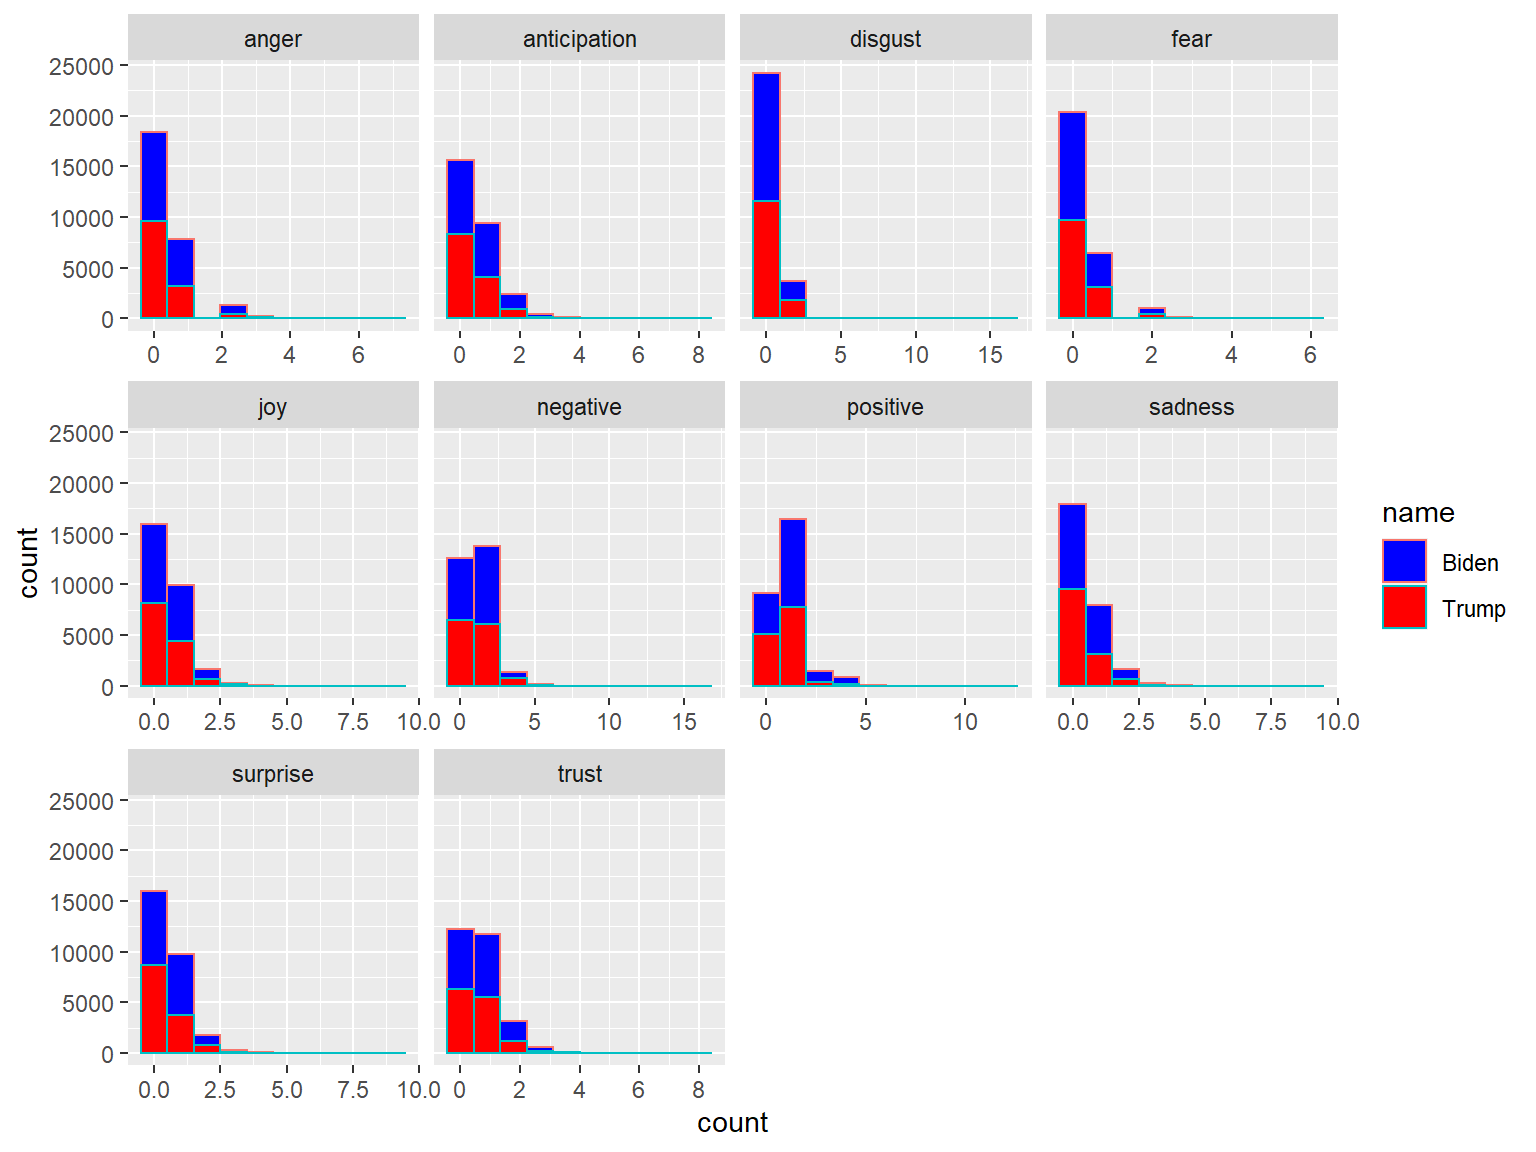 anger anticipation disgust fear
25000
20000
15000
10000
5000
0
0 2 4 6 0 2 4 6 8 0 5 10 15 0 2 4 6
joy negative positive sadness
25000
20000
15000
10000
5000
0
0.0 2.5 5.0 7.5 10.0 0 5 10 15 0 5 10 0.0 2.5 5.0 7.5 10.0
surprise trust
25000
20000
15000
10000
5000
0
0.0 2.5 5.0 7.5 10.0 0 2 4 6 8
count
count
name
Biden
Trump